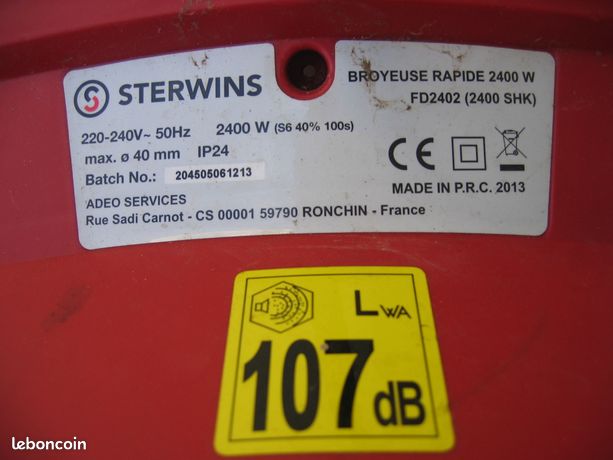 STERWINS
BROYEUSE RAPIDE 2400 W
FD2402 (2400 SHK)
220-240V~ 50Hz 2400 W (S6 40% 100s)
max. ø 40 mm IP24
Batch No.: 204505061213
CE
MADE IN P.R.C. 2013
ADEO SERVICES
Rue Sadi Carnot - CS 00001 59790 RONCHIN - France
LWA
107 dB
leboncoin